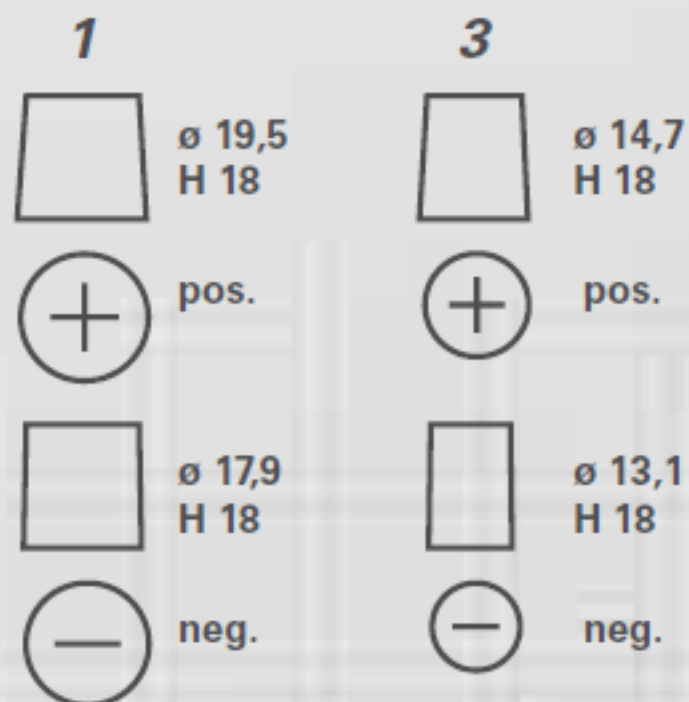 1
ø 19,5
H 18
+
pos.
ø 17,9
H 18
−
neg.
3
ø 14,7
H 18
+
pos.
ø 13,1
H 18
−
neg.